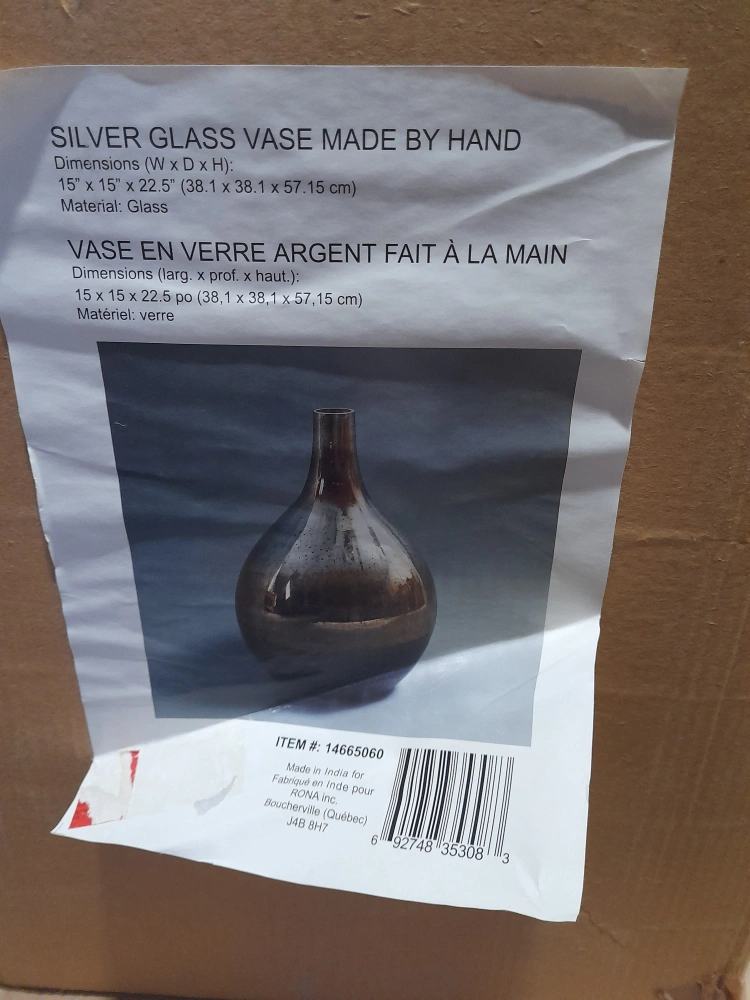 SILVER GLASS VASE MADE BY HAND
Dimensions (W x D x H):
15” x 15” x 22.5” (38.1 x 38.1 x 57.15 cm)
Material: Glass
VASE EN VERRE ARGENT FAIT À LA MAIN
Dimensions (larg. x prof. x haut.):
15 x 15 x 22.5 po (38,1 x 38,1 x 57,15 cm)
Matériel: verre
ITEM #: 14665060
Made in India for
Fabriqué en Inde pour
RONA inc.
Boucherville (Québec)
J4B 8H7
6 92748 35308 3